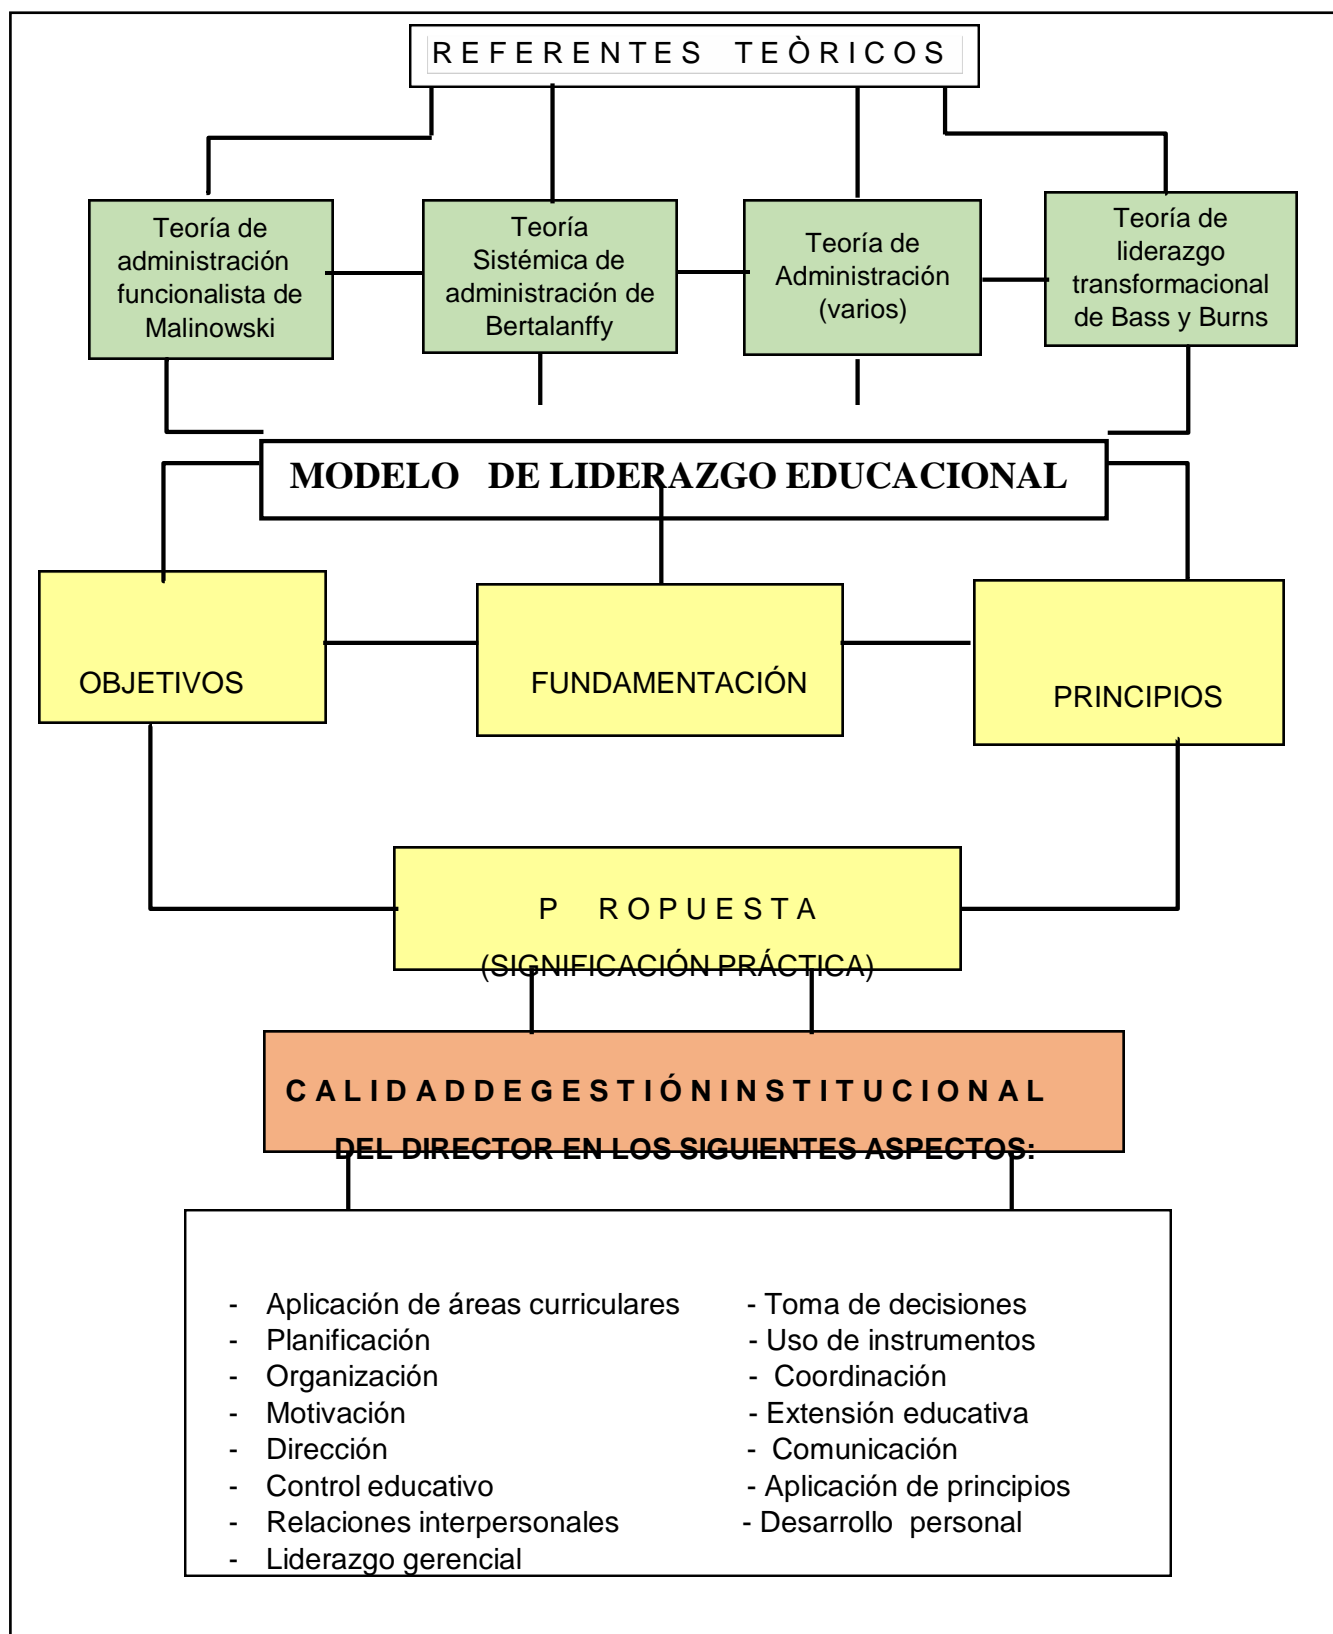 REFERENTES TEÒRICOS
Teoría de
administración
funcionalista de
Malinowski
Teoría
Sistémica de
administración de
Bertalanffy
Teoría de
Administración
(varios)
Teoría de
liderazgo
transformacional
de Bass y Burns
MODELO DE LIDERAZGO EDUCACIONAL
OBJETIVOS
FUNDAMENTACIÓN
PRINCIPIOS
P ROPUESTA
(SIGNIFICACIÓN PRÁCTICA)
CALIDADDEGESTIÓNINSTITUCIONAL
DEL DIRECTOR EN LOS SIGUIENTES ASPECTOS:
- Aplicación de áreas curriculares - Toma de decisiones
- Planificación - Uso de instrumentos
- Organización - Coordinación
- Motivación - Extensión educativa
- Dirección - Comunicación
- Control educativo - Aplicación de principios
- Relaciones interpersonales - Desarrollo personal
- Liderazgo gerencial